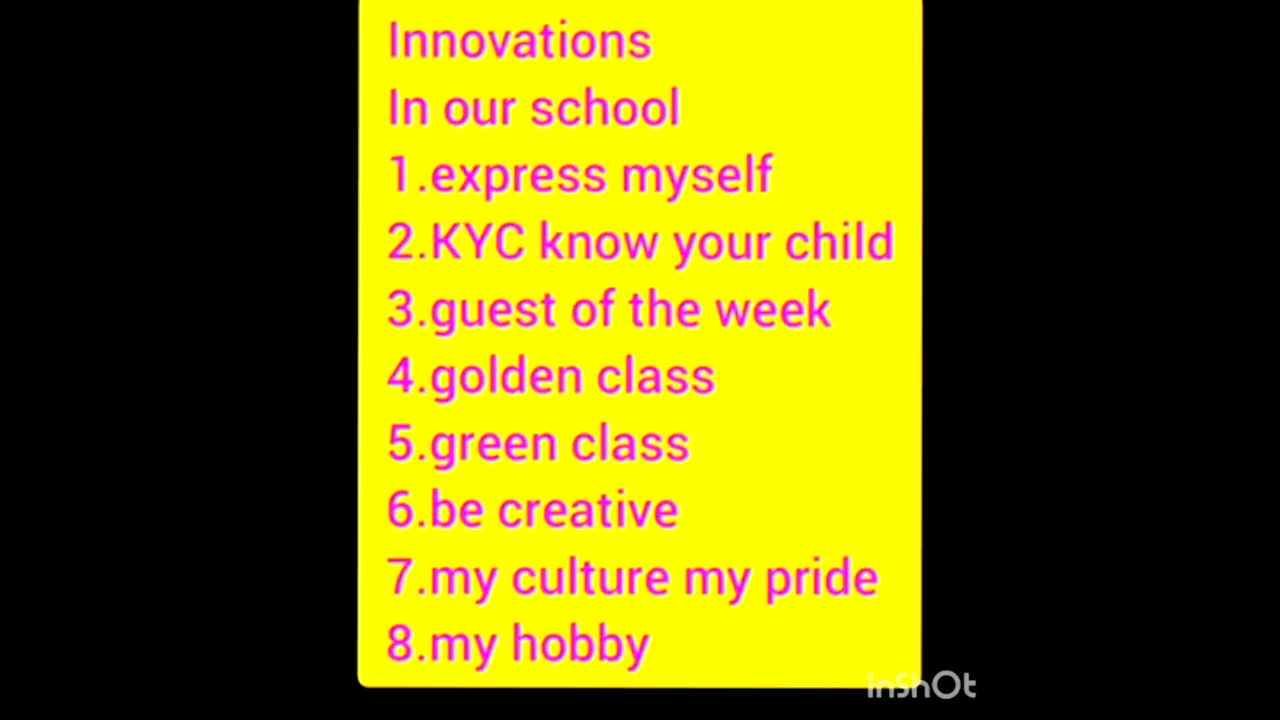 Innovations
In our school
1.express myself
2.KYC know your child
3.guest of the week
4.golden class
5.green class
6.be creative
7.my culture my pride
8.my hobby
InShOt